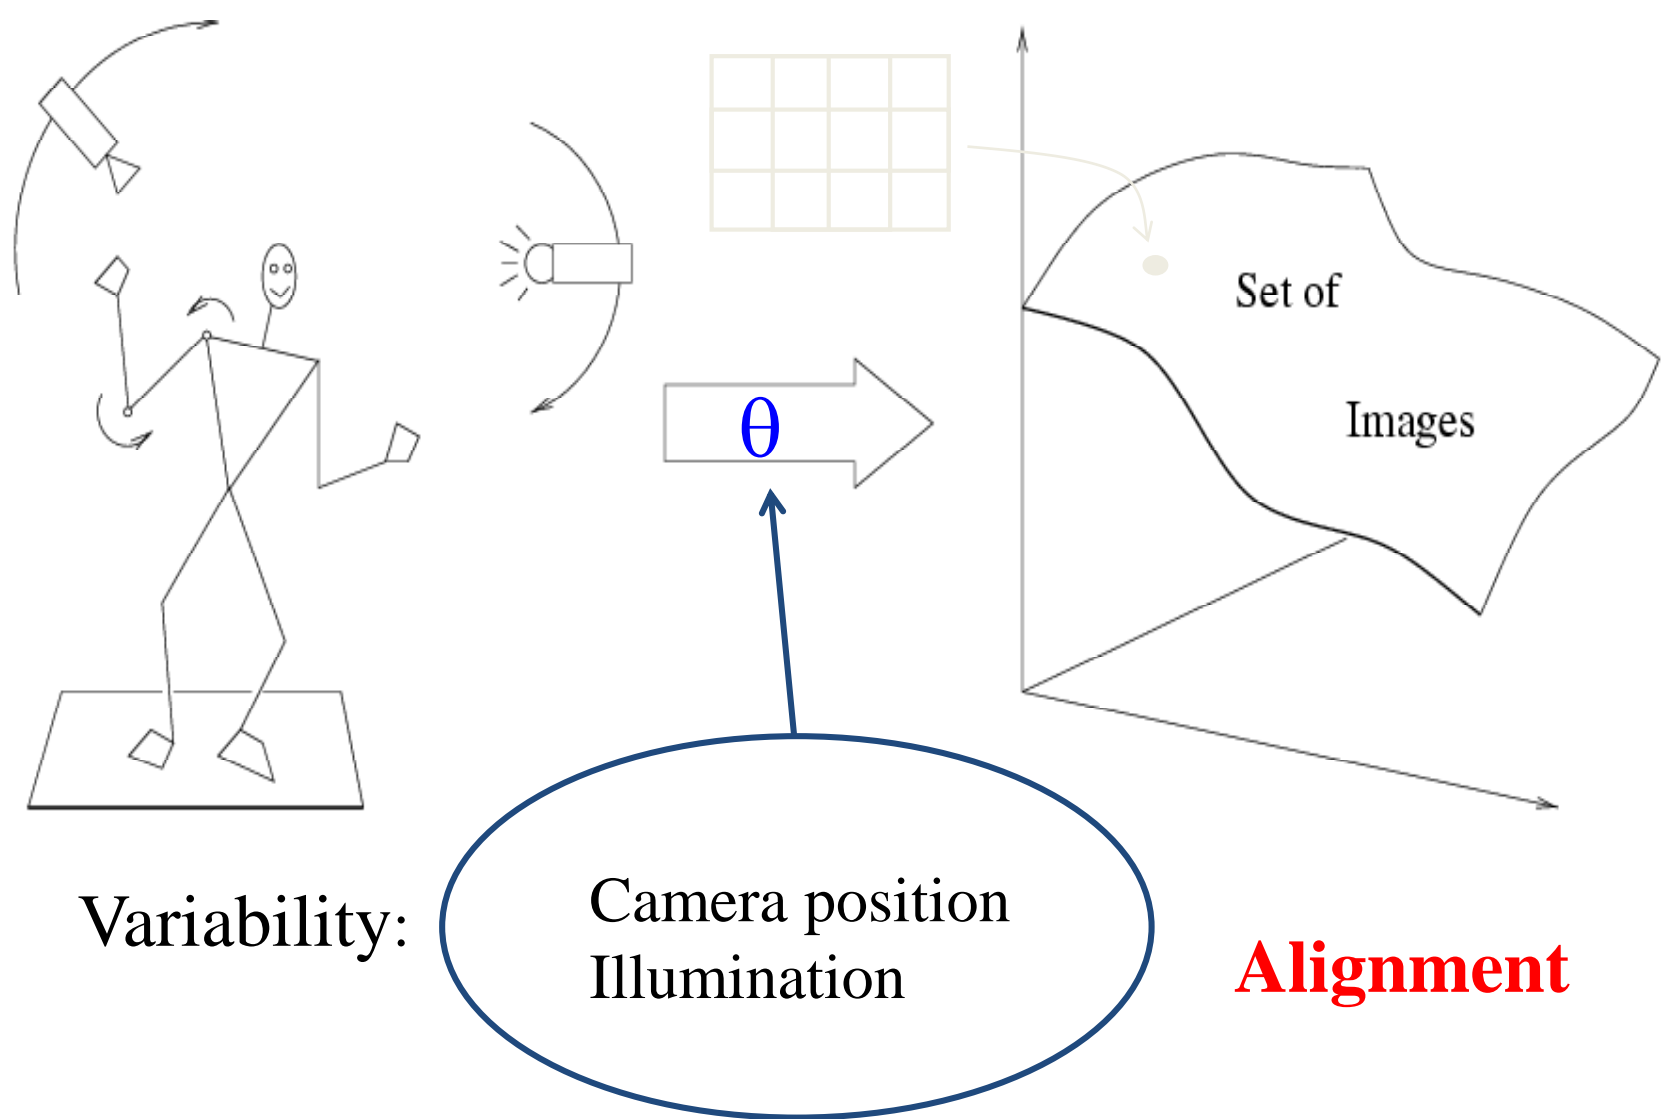 Set of
Images
θ
Variability:
Camera position
Illumination
Alignment